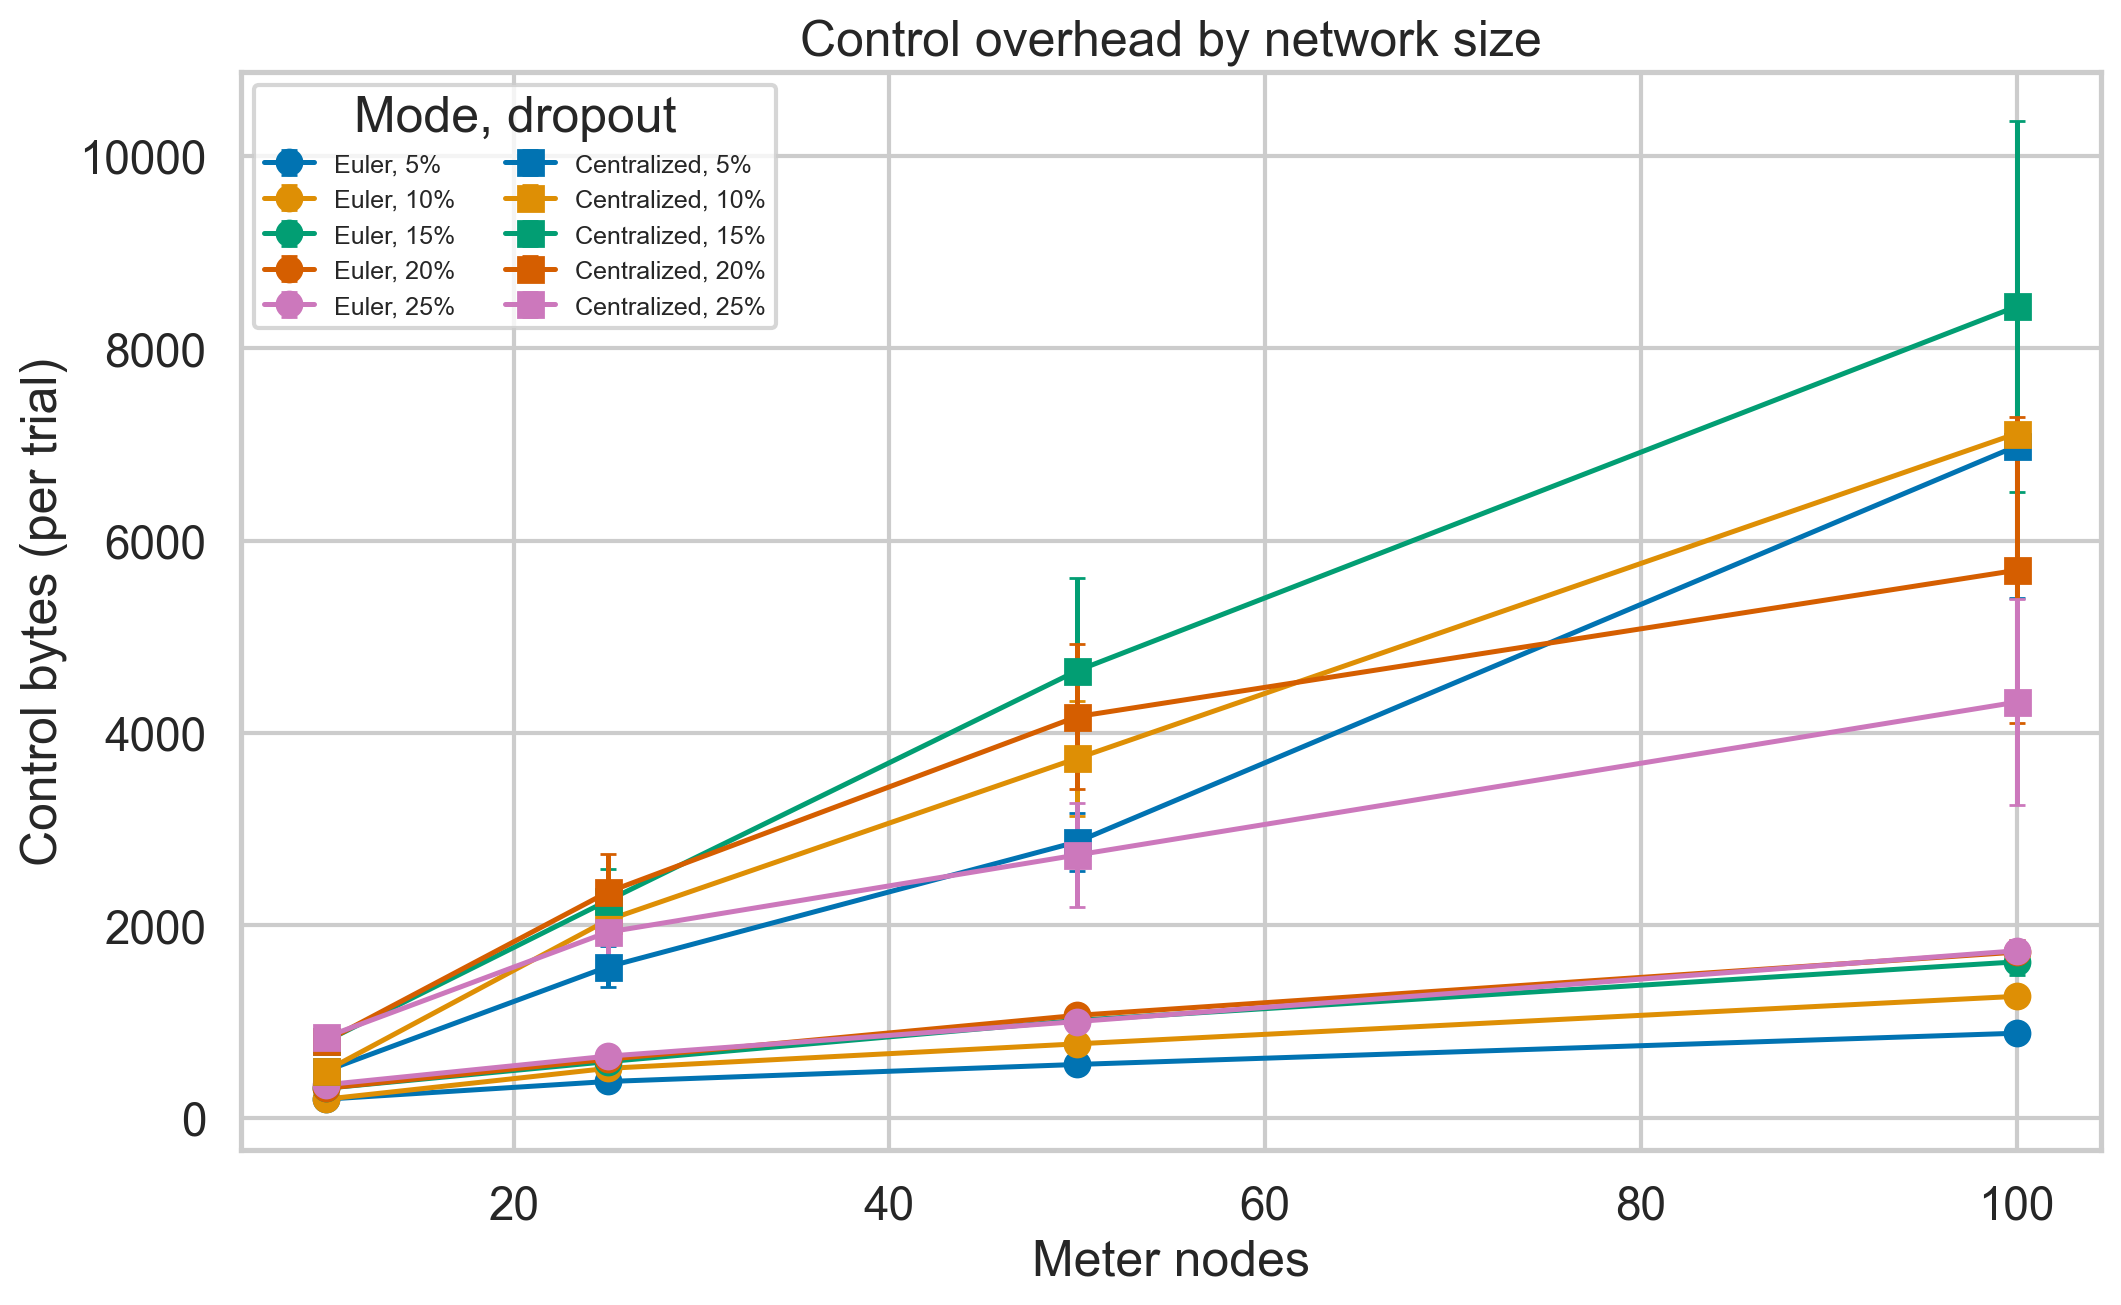 Control overhead by network size
Mode, dropout
Euler, 5%
Euler, 10%
Euler, 15%
Euler, 20%
Euler, 25%
Centralized, 5%
Centralized, 10%
Centralized, 15%
Centralized, 20%
Centralized, 25%
Control bytes (per trial)
10000
8000
6000
4000
2000
0
20
40
60
80
100
Meter nodes